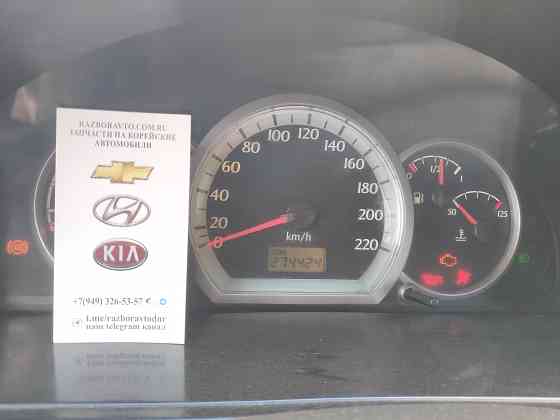 RAZBORAVTO.COM.RU
ЗАПЧАСТИ НА КОРЕЙСКИЕ
АВТОМОБИЛИ
KIA
+7(949) 326-53-57
t.me/razboravtodnr
наш telegram канал
0
20
40
60
80
100
120
140
160
180
200
220
km/h
274424
0
1/2
1
50
125